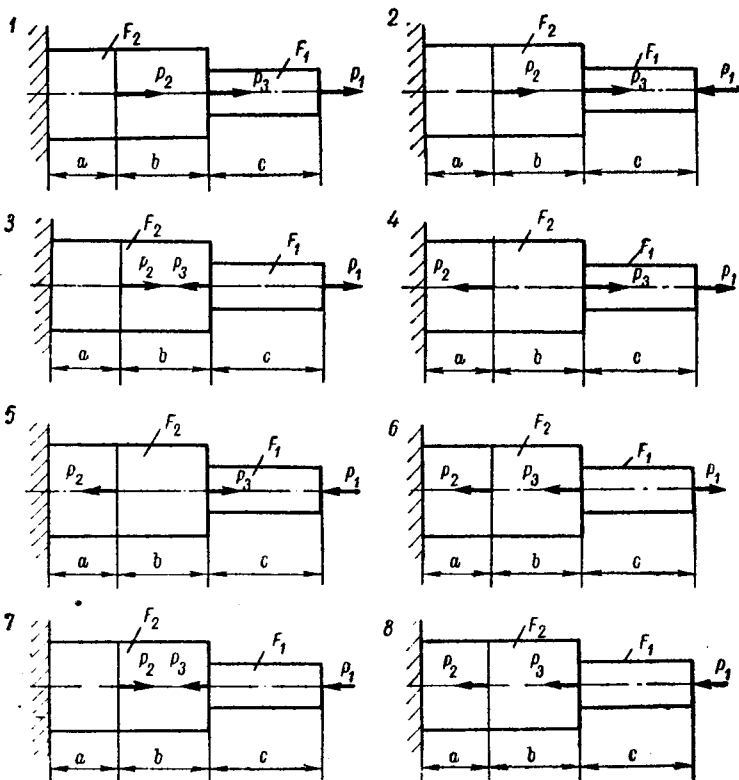 1 F₂ F₁
P₂ P₃ P₁
a b c
2 F₂ F₁
P₂ P₃ P₁
a b c
3 F₂ F₁
P₂ P₃ P₁
a b c
4 F₂ F₁
P₂ P₃ P₁
a b c
5 F₂ F₁
P₂ P₃ P₁
a b c
6 F₂ F₁
P₂ P₃ P₁
a b c
7 F₂ F₁
P₂ P₃ P₁
a b c
8 F₂ F₁
P₂ P₃ P₁
a b c